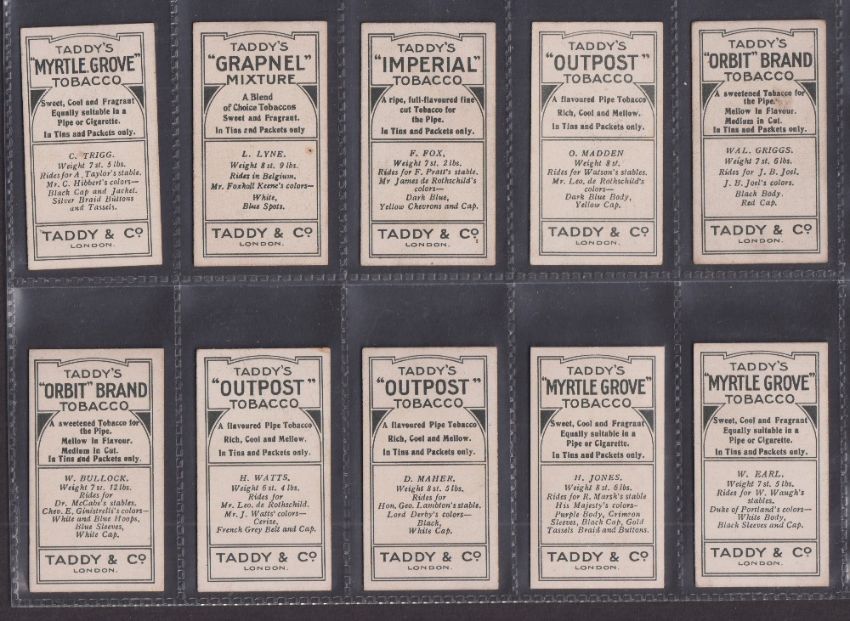 TADDY'S
"MYRTLE GROVE"
TOBACCO
Sweet, Cool and Fragrant
Equally suitable in a
Pipe or Cigarette.
In Tins and Packets only.
C. TRIGG.
Weight 7 st. 5 lbs.
Rides for A. Taylor's stable.
Mr. C. Hibbert's colors—
Black Cap and Jacket.
Silver Braid Buttons
and Tassels.
TADDY & CO.
LONDON.
TADDY'S
"GRAPNEL"
MIXTURE
A Blend
of Choice Tobaccos
Sweet and Fragrant.
In Tins and Packets only
L. LYNE.
Weight 8 st. 9 lbs.
Rides in Belgium.
Mr. Foxholl Keene's colors—
White,
Blue Spots.
TADDY & CO.
LONDON.
TADDY'S
"IMPERIAL"
TOBACCO
A ripe, full-flavoured fine
cut Tobacco for
the Pipe.
In Tins and Packets only.
F. FOX,
Weight 7 st. 2 lbs.
Rides for F. Pratt's stable.
Mr James de Rothschild's
colors—
Dark Blue,
Yellow Chevrons and Cap.
TADDY & CO.
LONDON.
TADDY'S
"OUTPOST"
TOBACCO
A flavoured Pipe Tobacco
Rich, Cool and Mellow.
In Tins and Packets only.
O. MADDEN
Weight 8 st.
Rides for Watson's stables.
Mr. Leo, de Rothschild's
colors—
Dark Blue Body,
Yellow Cap.
TADDY & CO.
LONDON.
TADDY'S
"ORBIT" BRAND
TOBACCO
A sweetened Tobacco for
the Pipe.
Mellow in Flavour.
Medium in Cut.
In Tins and Packets only.
WAL. GRIGGS.
Weight 7 st. 6 lbs.
Rides for J. B. Joel.
J. B. Joel's colors—
Black Body.
Red Cap.
TADDY & CO.
LONDON.
TADDY'S
"ORBIT" BRAND
TOBACCO
A sweetened Tobacco for
the Pipe.
Mellow in Flavour.
Medium in Cut.
In Tins and Packets only.
W. BULLOCK.
Weight 7 st. 12 lbs.
Rides for
Dr. McCabe's stables.
Chev. E, Ginistrelli's colors—
White and Blue Hoops,
Blue Sleeves,
White Cap.
TADDY & CO.
LONDON.
TADDY'S
"OUTPOST"
TOBACCO
A flavoured Pipe Tobacco
Rich, Cool and Mellow.
In Tins and Packets only.
H. WATTS.
Weight 6 st. 4 lbs.
Rides for
Mr. Leo. de Rothschild.
Mr. J. Watts' colors—
Cerise,
French Grey Belt and Cap.
TADDY & CO.
LONDON.
TADDY'S
"OUTPOST"
TOBACCO
A flavoured Pipe Tobacco
Rich, Cool and Mellow.
In Tins and Packets only.
D. MAHER.
Weight 8 st. 5 lbs.
Rides for
Hon, Geo. Lambton's stable.
Lord Derby's colors—
Black,
White Cap.
TADDY & CO.
LONDON.
TADDY'S
"MYRTLE GROVE"
TOBACCO
Sweet, Cool and Fragrant
Equally suitable in a
Pipe or Cigarette.
In Tins and Packets only.
H. JONES.
Weight 8 st. 5 lbs.
Rides for R. Marsh's stable
His Majesty's colors—
Purple Body, Crimson
Sleeves, Black Cap, Gold
Tassels Braid and Buttons.
TADDY & CO.
LONDON.
TADDY'S
"MYRTLE GROVE"
TOBACCO
Sweet, Cool and Fragrant
Equally suitable in a
Pipe or Cigarette.
In Tins and Packets only.
W. EARL.
Weight 7 st. 5 lbs.
Rides for W. Waugh's
stables.
Duke of Portland's colors—
White Body,
Black Sleeves and Cap.
TADDY & CO.
LONDON.